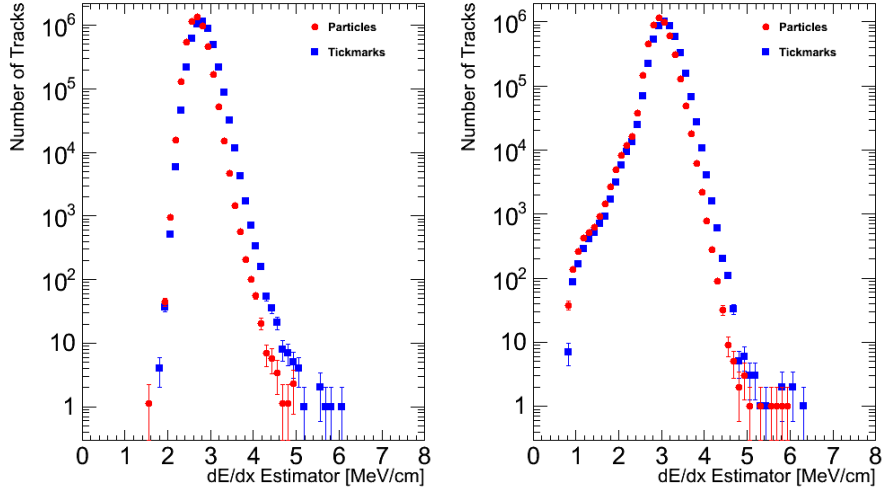 Number of Tracks
10^6
10^5
10^4
10^3
10^2
10
1
0 1 2 3 4 5 6 7 8
dE/dx Estimator [MeV/cm]
Particles
Tickmarks
Number of Tracks
10^6
10^5
10^4
10^3
10^2
10
1
0 1 2 3 4 5 6 7 8
dE/dx Estimator [MeV/cm]
Particles
Tickmarks